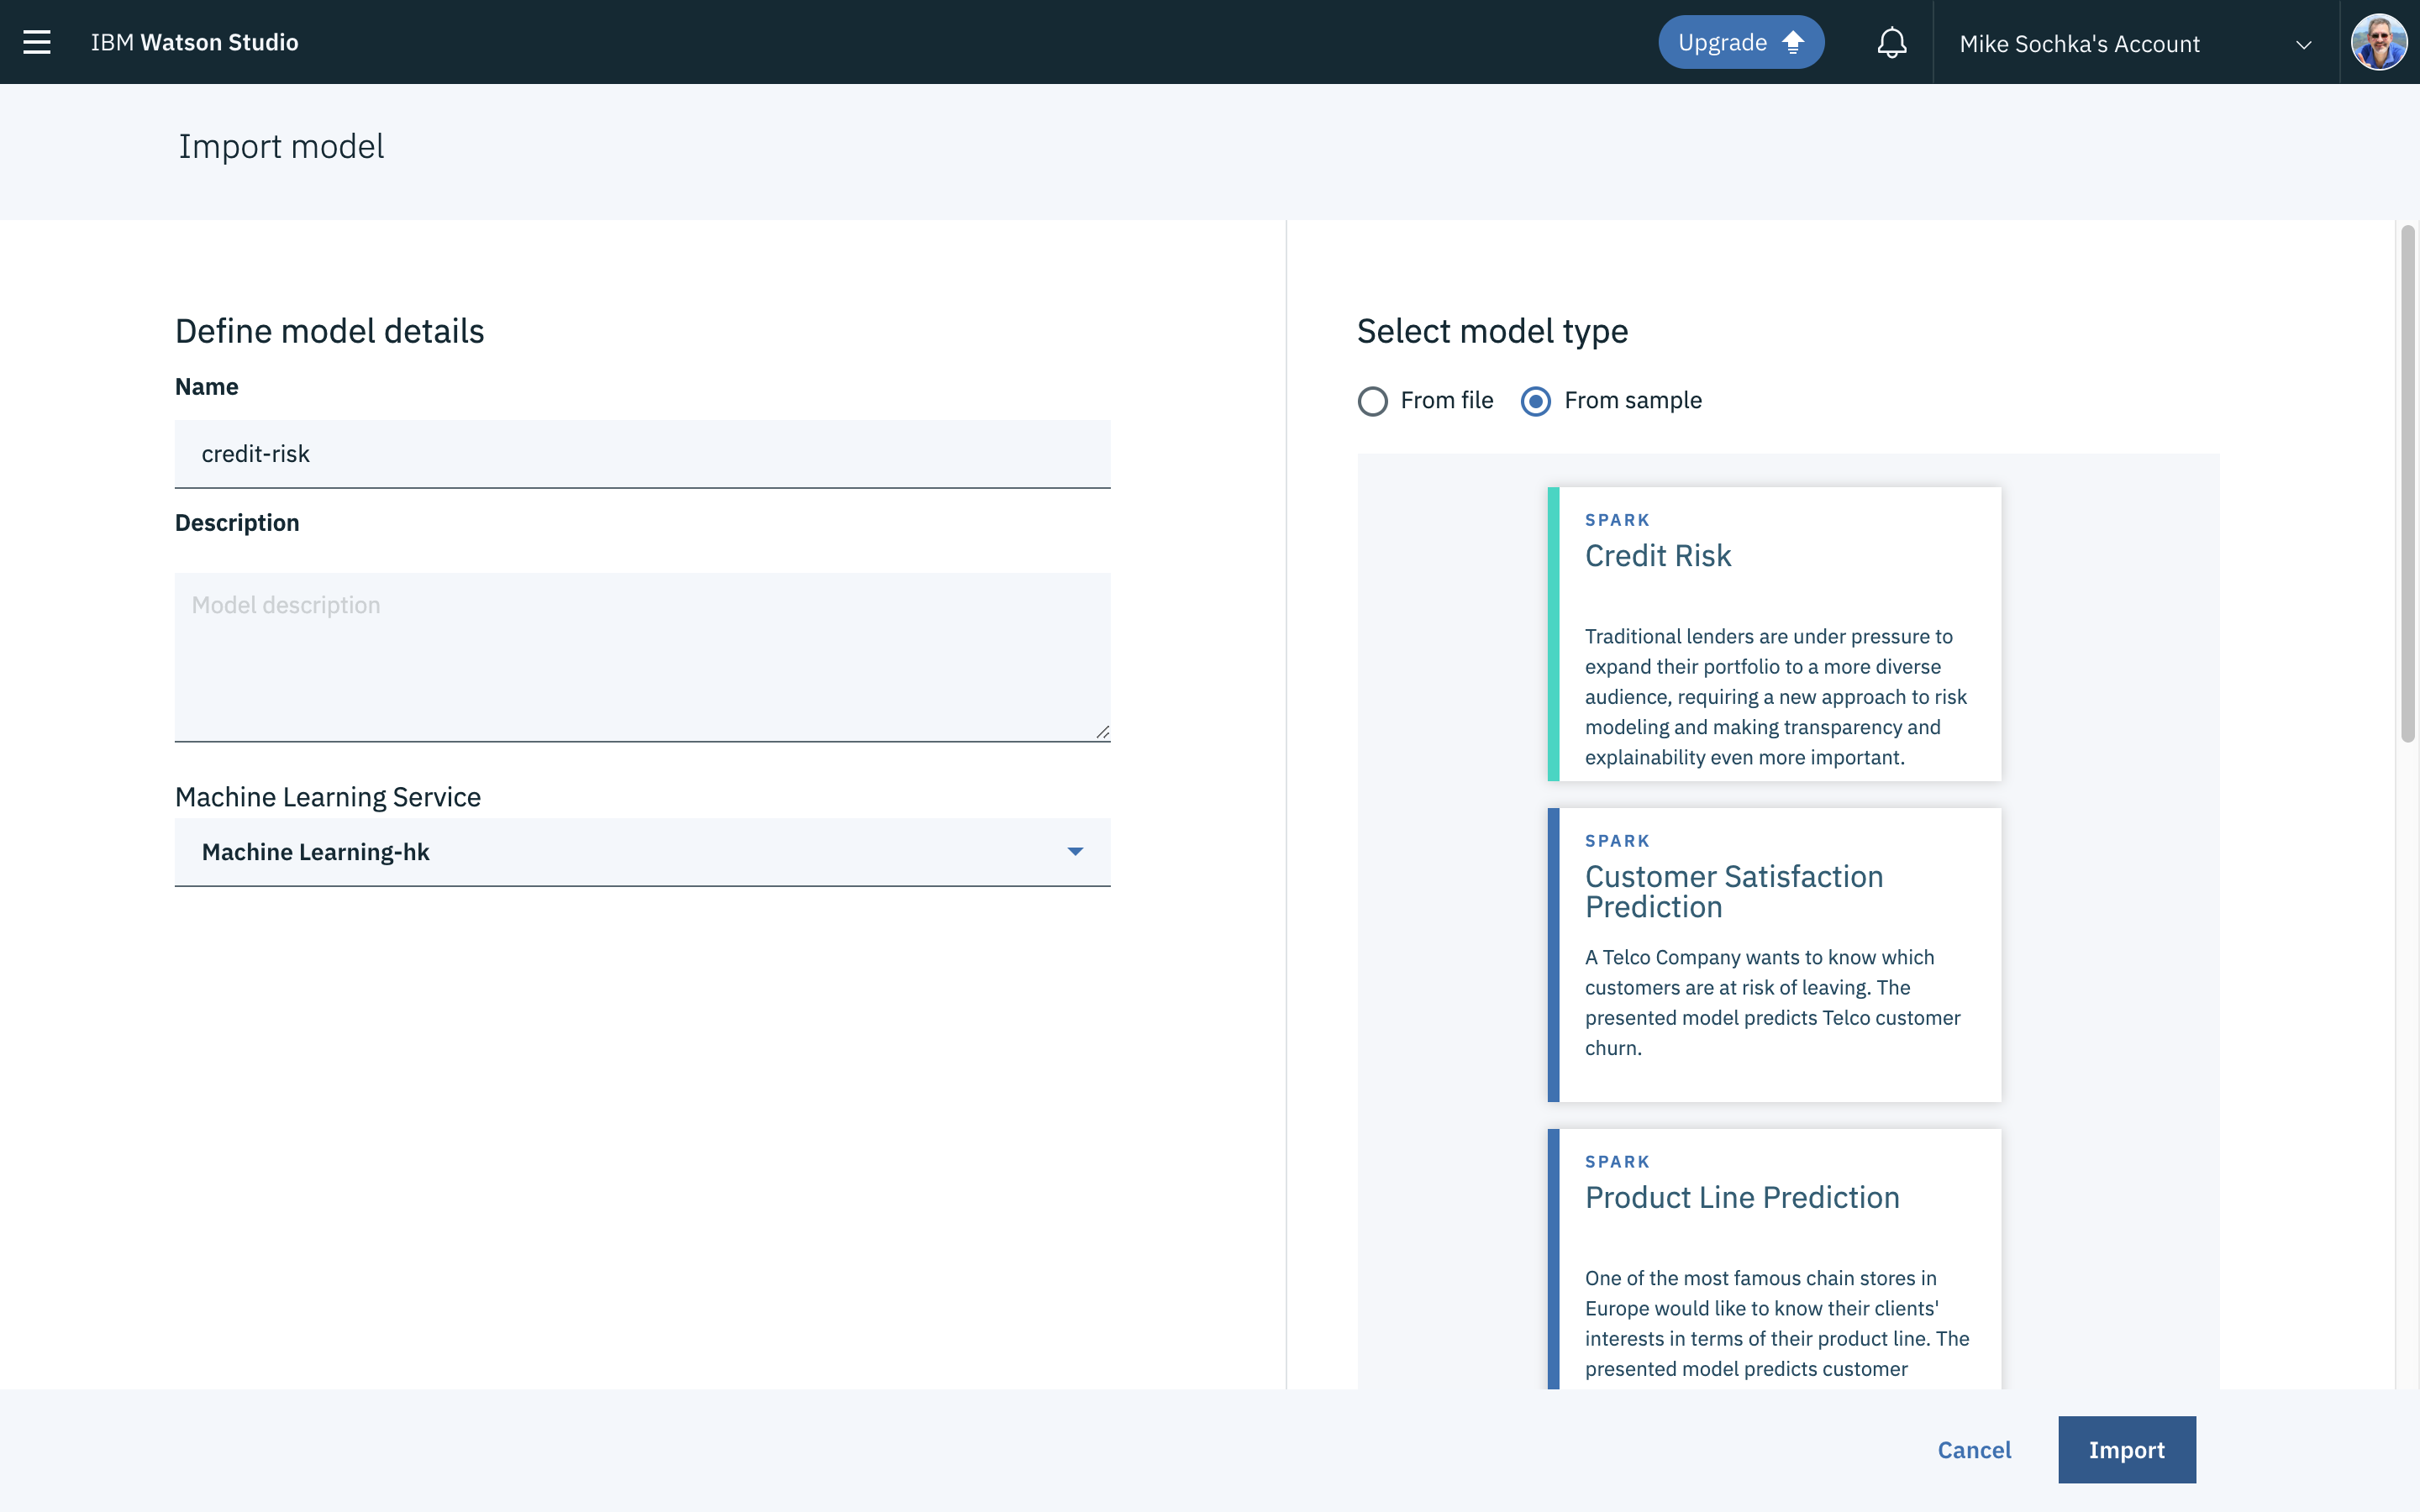 IBM Watson Studio
Upgrade
Mike Sochka's Account
Import model
Define model details
Name
credit-risk
Description
Model description
Machine Learning Service
Machine Learning-hk
Select model type
From file
From sample
SPARK
Credit Risk
Traditional lenders are under pressure to
expand their portfolio to a more diverse
audience, requiring a new approach to risk
modeling and making transparency and
explainability even more important.
SPARK
Customer Satisfaction
Prediction
A Telco Company wants to know which
customers are at risk of leaving. The
presented model predicts Telco customer
churn.
SPARK
Product Line Prediction
One of the most famous chain stores in
Europe would like to know their clients'
interests in terms of their product line. The
presented model predicts customer
Cancel
Import